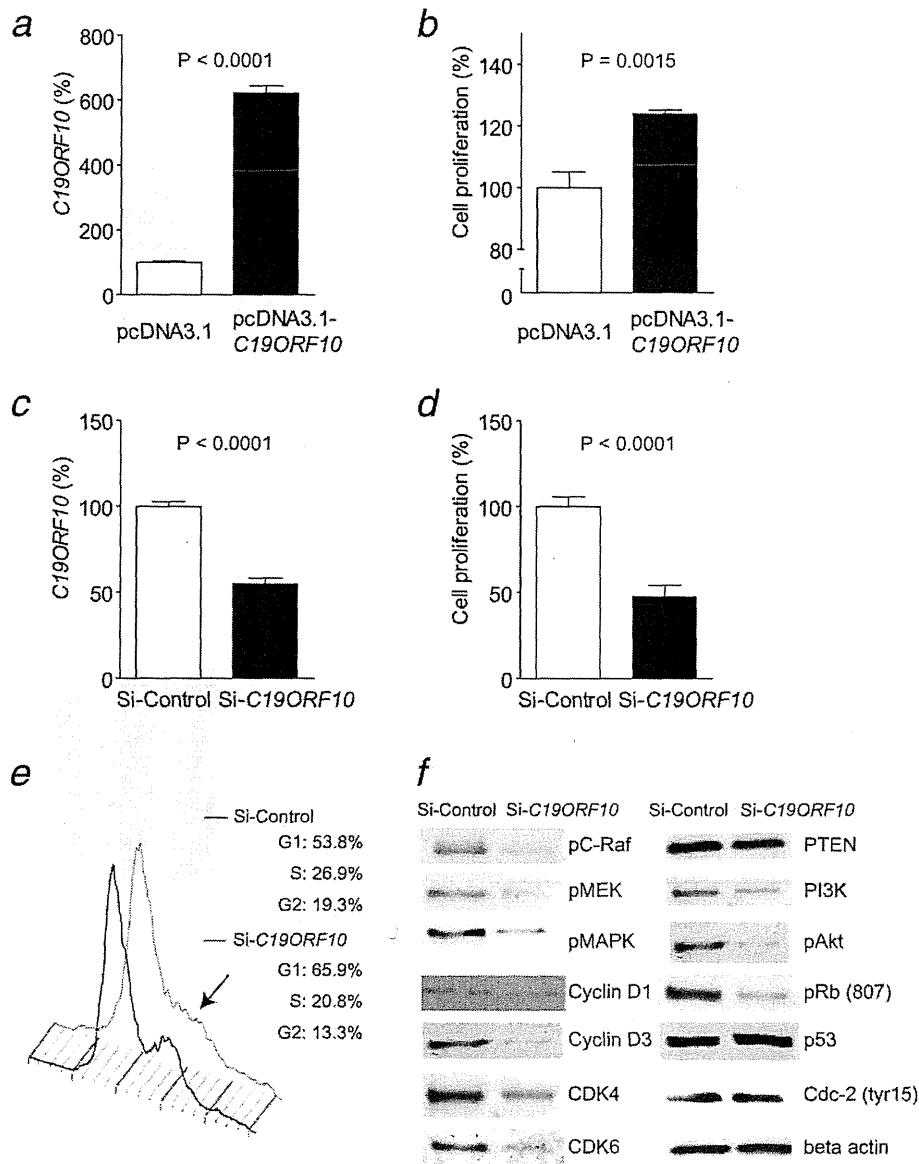 a
800
600
400
200
0
C19ORF10 (%)
P < 0.0001
pcDNA3.1
pcDNA3.1-
C19ORF10
b
140
120
100
80
0
Cell proliferation (%)
P = 0.0015
pcDNA3.1
pcDNA3.1-
C19ORF10
c
150
100
50
0
C19ORF10 (%)
P < 0.0001
Si-Control Si-C19ORF10
d
150
100
50
0
Cell proliferation (%)
P < 0.0001
Si-Control Si-C19ORF10
e
Si-Control
G1: 53.8%
S: 26.9%
G2: 19.3%
Si-C19ORF10
G1: 65.9%
S: 20.8%
G2: 13.3%
f
Si-Control Si-C19ORF10
pC-Raf
pMEK
pMAPK
Cyclin D1
Cyclin D3
CDK4
CDK6
Si-Control Si-C19ORF10
PTEN
PI3K
pAkt
pRb (807)
p53
Cdc-2 (tyr15)
beta actin